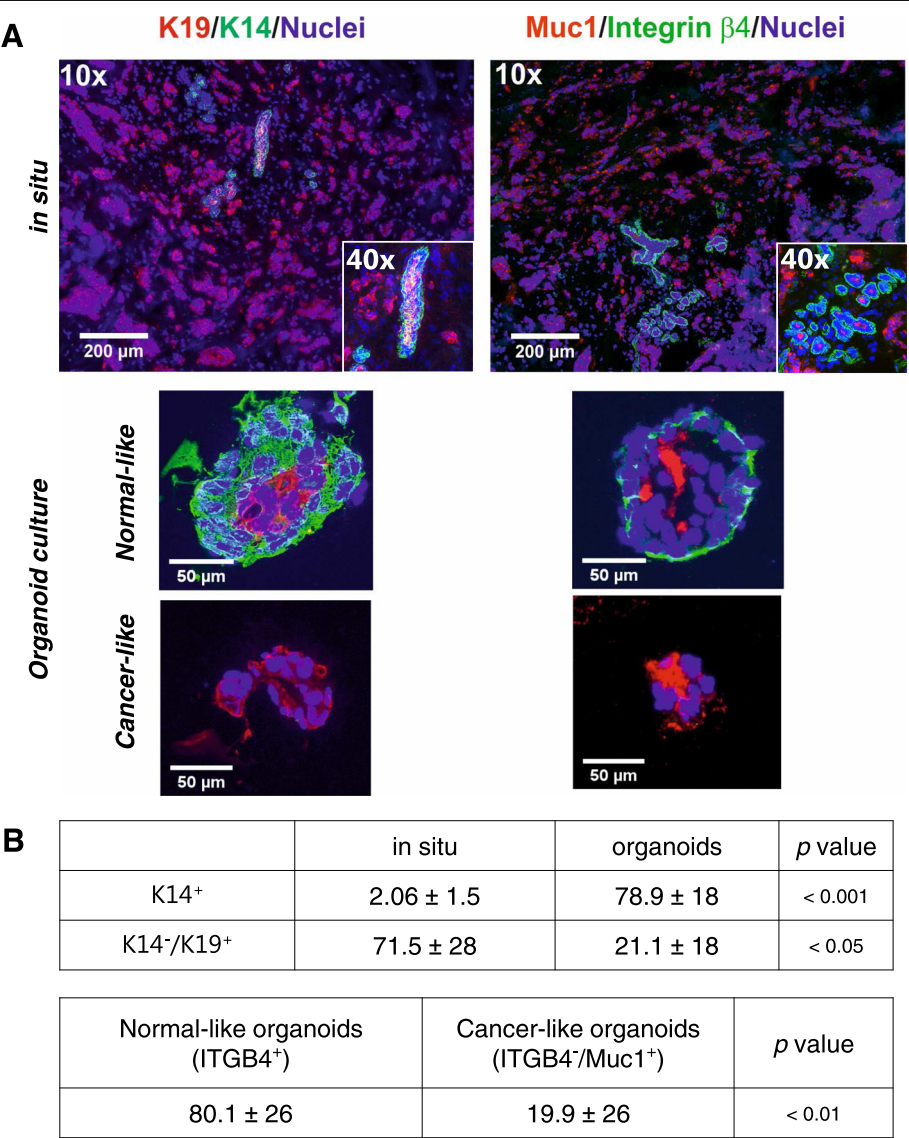 A
K19/K14/Nuclei
Muc1/Integrin β4/Nuclei
in situ
10x
40x
200 µm
10x
40x
200 µm
Organoid culture
Normal-like
50 µm
50 µm
Cancer-like
50 µm
50 µm
B
in situ organoids p value
K14⁺ 2.06 ± 1.5 78.9 ± 18 < 0.001
K14⁻/K19⁺ 71.5 ± 28 21.1 ± 18 < 0.05
Normal-like organoids (ITGB4⁺)
Cancer-like organoids (ITGB4⁻/Muc1⁺)
p value
80.1 ± 26 19.9 ± 26 < 0.01